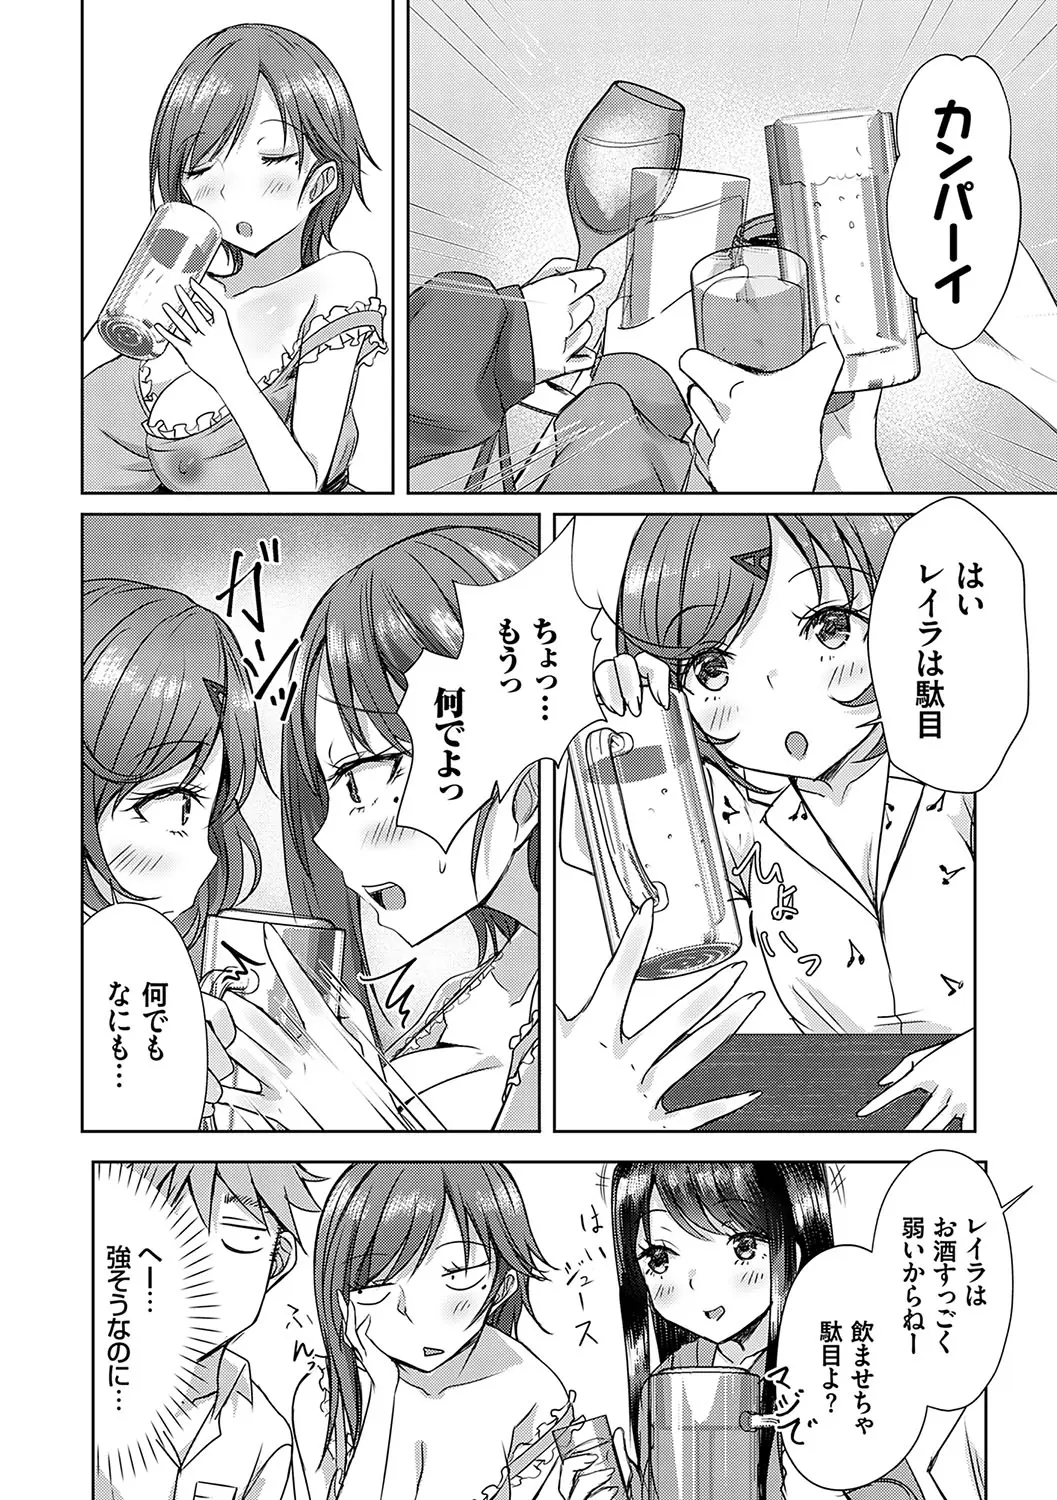 カンパーイ
はい
レイラは駄目
ひょいっ
ちょっ…
もうっ
何でよっ
ガシッ
何でも
なにも…
レイラは
お酒すっごく
弱いからねー
飲ませちゃ
駄目よ？
マジで
はい
ジュース
ふんっ
へー…
強そうなのに…